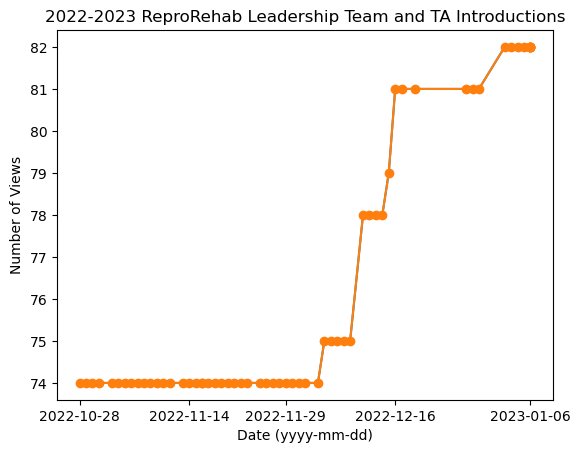 2022-2023 ReproRehab Leadership Team and TA Introductions
82
81
80
79
78
77
76
75
74
Number of Views
2022-10-28 2022-11-14 2022-11-29 2022-12-16 2023-01-06
Date (yyyy-mm-dd)